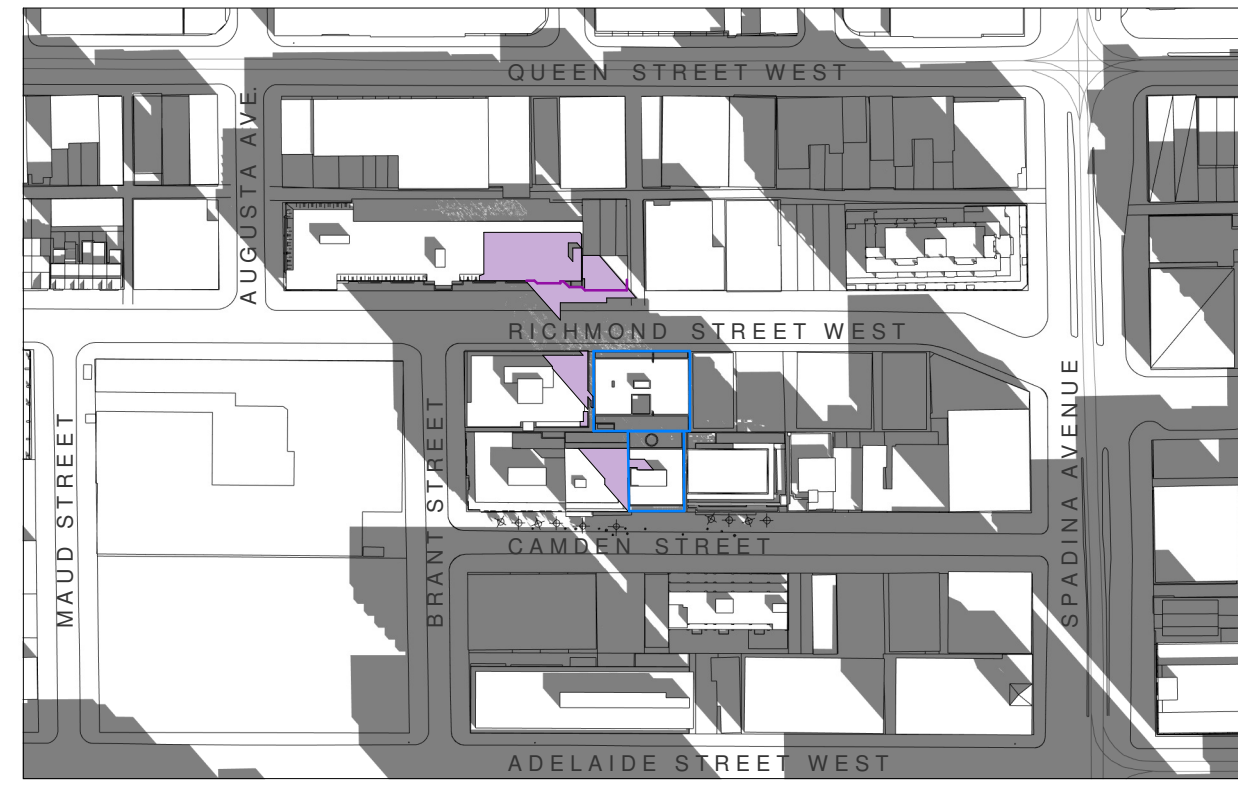 QUEEN STREET WEST
AUGUSTA AVE.
RICHMOND STREET WEST
MAUD STREET
BRANT STREET
SPADINA AVENUE
CAMDEN STREET
ADELAIDE STREET WEST